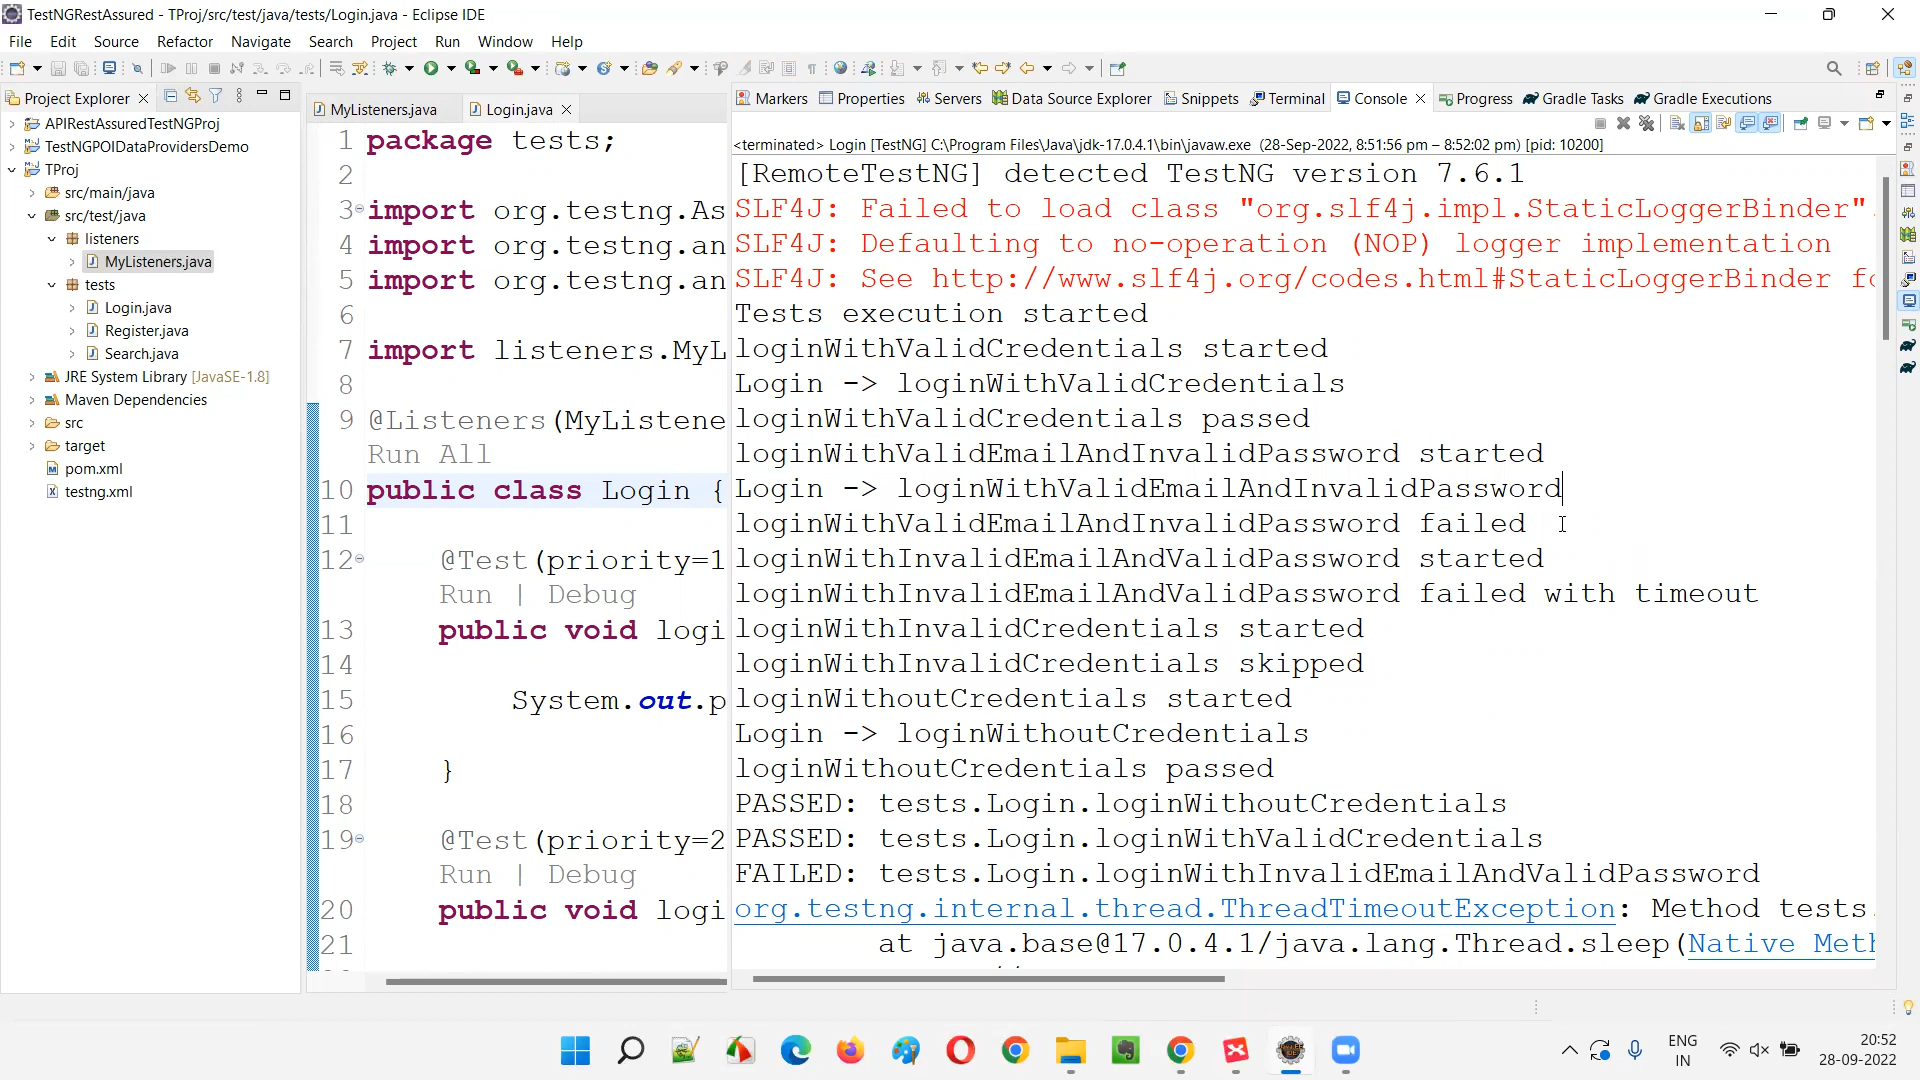 TestNGRestAssured - TProj/src/test/java/tests/Login.java - Eclipse IDE
File Edit Source Refactor Navigate Search Project Run Window Help
Project Explorer
APIRestAssuredTestNGProj
TestNGPOIDataProvidersDemo
TProj
src/main/java
src/test/java
listeners
MyListeners.java
tests
Login.java
Register.java
Search.java
JRE System Library [JavaSE-1.8]
Maven Dependencies
src
target
pom.xml
testng.xml
MyListeners.java Login.java
1 package tests;
2
3 import org.testng.As
4 import org.testng.an
5 import org.testng.an
6
7 import listeners.MyL
8
9 @Listeners(MyListene
Run All
10 public class Login {
11
12 @Test(priority=1
Run | Debug
13 public void logi
14
15 System.out.p
16
17 }
18
19 @Test(priority=2
Run | Debug
20 public void logi
21
Markers Properties Servers Data Source Explorer Snippets Terminal Console Progress Gradle Tasks Gradle Executions
<terminated> Login [TestNG] C:\Program Files\Java\jdk-17.0.4.1\bin\javaw.exe (28-Sep-2022, 8:51:56 pm – 8:52:02 pm) [pid: 10200]
[RemoteTestNG] detected TestNG version 7.6.1
SLF4J: Failed to load class "org.slf4j.impl.StaticLoggerBinder".
SLF4J: Defaulting to no-operation (NOP) logger implementation
SLF4J: See http://www.slf4j.org/codes.html#StaticLoggerBinder fo
Tests execution started
loginWithValidCredentials started
Login -> loginWithValidCredentials
loginWithValidCredentials passed
loginWithValidEmailAndInvalidPassword started
Login -> loginWithValidEmailAndInvalidPassword
loginWithValidEmailAndInvalidPassword failed
loginWithInvalidEmailAndValidPassword started
loginWithInvalidEmailAndValidPassword failed with timeout
loginWithInvalidCredentials started
loginWithInvalidCredentials skipped
loginWithoutCredentials started
Login -> loginWithoutCredentials
loginWithoutCredentials passed
PASSED: tests.Login.loginWithoutCredentials
PASSED: tests.Login.loginWithValidCredentials
FAILED: tests.Login.loginWithInvalidEmailAndValidPassword
org.testng.internal.thread.ThreadTimeoutException: Method tests.
at java.base@17.0.4.1/java.lang.Thread.sleep(Native Meth
ENG
IN
20:52
28-09-2022